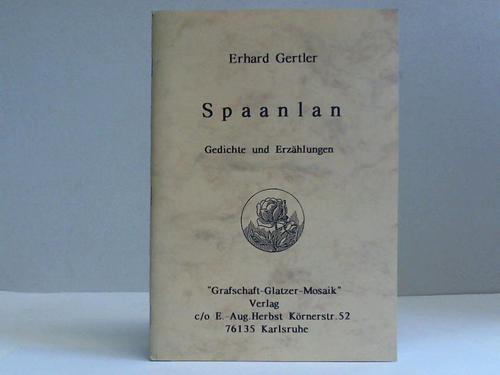 Erhard Gertler
Spaanlan
Gedichte und Erzählungen
"Grafschaft-Glatzer-Mosaik"
Verlag
c/o E.-Aug.Herbst Körnerstr.52
76135 Karlsruhe